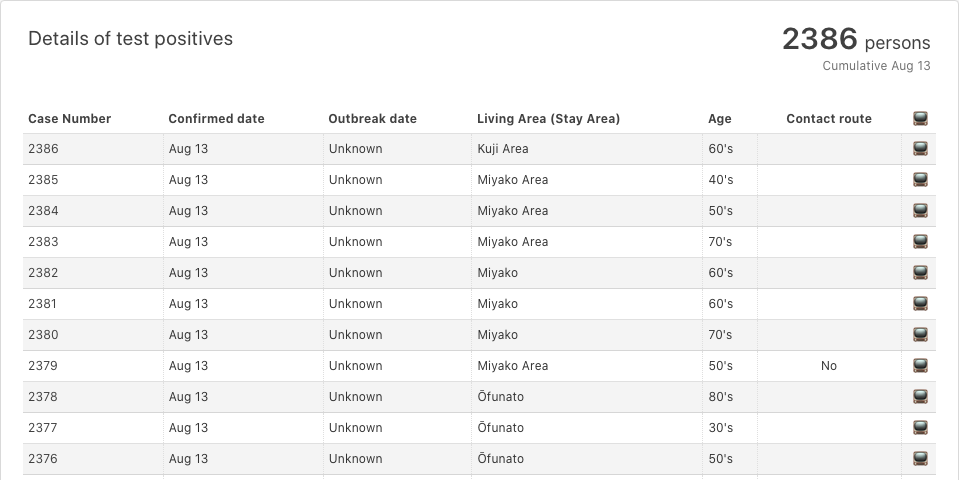 Details of test positives
2386 persons
Cumulative Aug 13
Case Number Confirmed date Outbreak date Living Area (Stay Area) Age Contact route
2386 Aug 13 Unknown Kuji Area 60's
2385 Aug 13 Unknown Miyako Area 40's
2384 Aug 13 Unknown Miyako Area 50's
2383 Aug 13 Unknown Miyako Area 70's
2382 Aug 13 Unknown Miyako 60's
2381 Aug 13 Unknown Miyako 60's
2380 Aug 13 Unknown Miyako 70's
2379 Aug 13 Unknown Miyako Area 50's No
2378 Aug 13 Unknown Ōfunato 80's
2377 Aug 13 Unknown Ōfunato 30's
2376 Aug 13 Unknown Ōfunato 50's